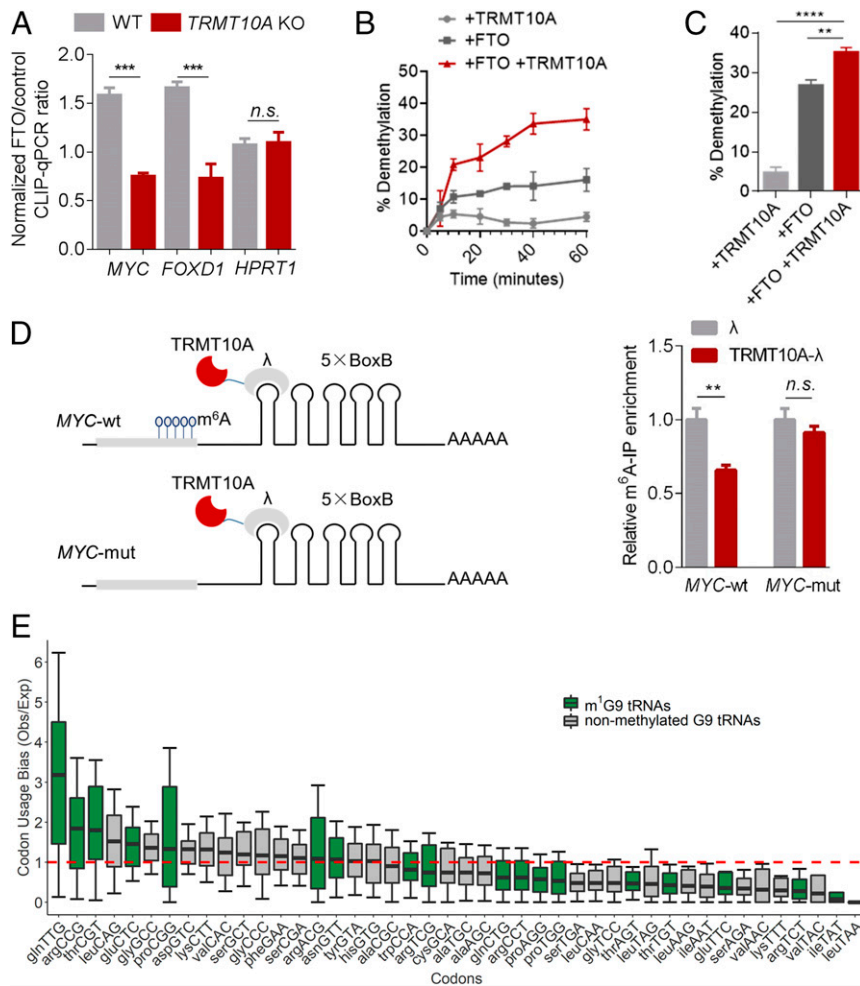 A
WT
TRMT10A KO
Normalized FTO/control
CLIP-qPCR ratio
2.0
1.5
1.0
0.5
0.0
***
***
n.s.
MYC
FOXD1
HPRT1
B
+TRMT10A
+FTO
+FTO +TRMT10A
% Demethylation
50
40
30
20
10
0
0
20
40
60
Time (minutes)
C
****
**
% Demethylation
40
30
20
10
0
+TRMT10A
+FTO
+FTO +TRMT10A
D
TRMT10A
λ
5×BoxB
MYC-wt
m⁶A
AAAAA
TRMT10A
λ
5×BoxB
MYC-mut
AAAAA
λ
TRMT10A-λ
Relative m⁶A-IP enrichment
1.5
1.0
0.5
0.0
**
n.s.
MYC-wt
MYC-mut
E
Codon Usage Bias (Obs/Exp)
6
5
4
3
2
1
0
m¹G9 tRNAs
non-methylated G9 tRNAs
glnTTG
argCCG
thrCGT
leuCAG
gluCTC
glyGCC
proCGG
aspGTC
lysCTT
valCAC
serGCT
glyCCC
pheGAA
serCGA
argACG
asnGTT
tyrGTA
hisGTG
alaCGC
trpCCA
argTCG
cysGCA
alaTGC
alaAGC
glnCTG
argCCT
proAGG
proTGG
serTGA
leuCAA
glyTCC
thrAGT
leuTAG
thrTGT
leuAAG
ileAAT
gluTTC
serAGA
valAAC
lysTTT
argTCT
valTAC
ileTAT
leuTAA
Codons